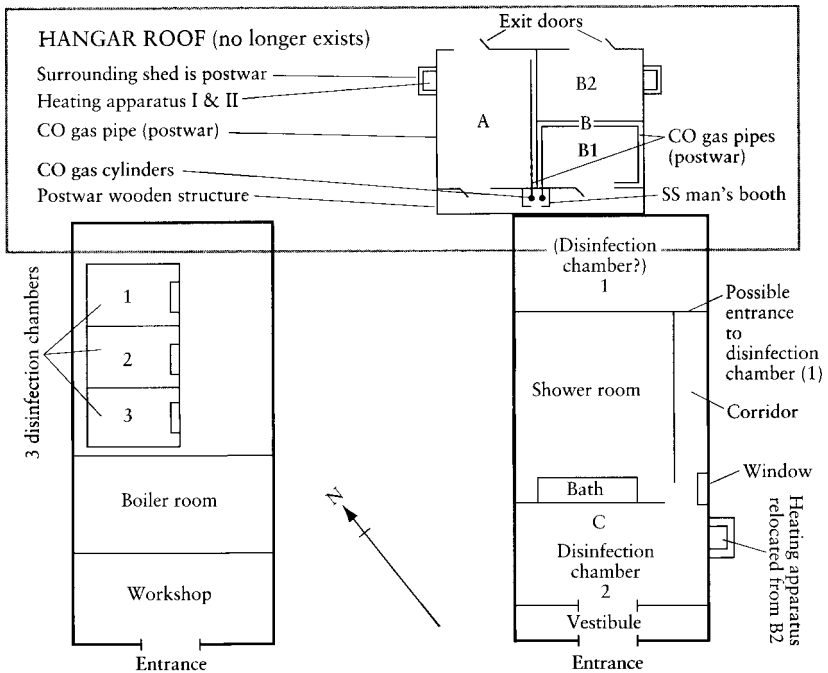 Exit doors
HANGAR ROOF (no longer exists)
Surrounding shed is postwar
Heating apparatus I & II
CO gas pipe (postwar)
CO gas cylinders
Postwar wooden structure
A
B2
B
B1
CO gas pipes
(postwar)
SS man's booth
3 disinfection chambers
1
2
3
Boiler room
Workshop
Entrance
N
(Disinfection
chamber?)
1
Possible
entrance
to
disinfection
chamber (1)
Shower room
Corridor
Window
Bath
C
Disinfection
chamber
2
Heating apparatus
relocated from B2
Vestibule
Entrance